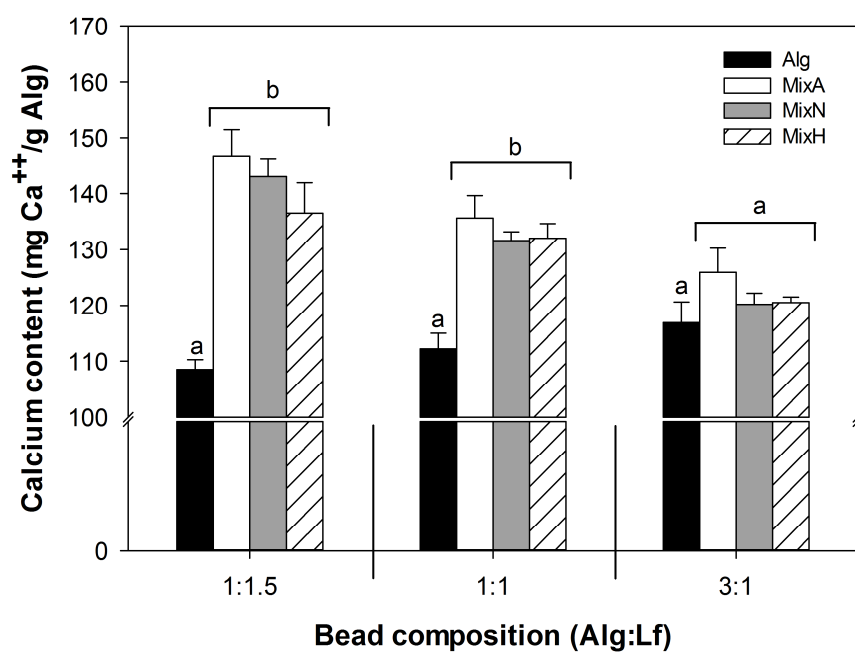 170
160
150
140
130
120
110
100
0
Calcium content (mg Ca⁺⁺/g Alg)
Alg
MixA
MixN
MixH
b
b
a
a
a
a
1:1.5
1:1
3:1
Bead composition (Alg:Lf)